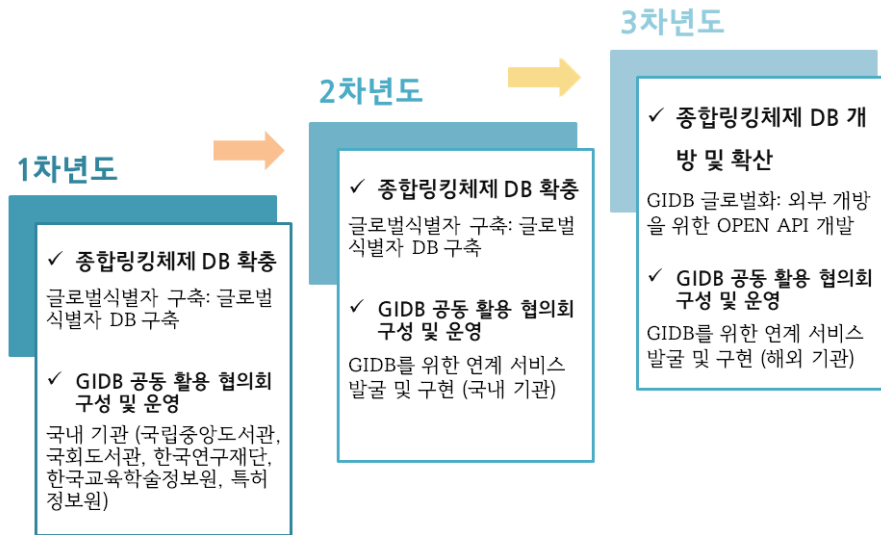 1차년도
✓ 종합링킹체제 DB 확충
글로벌식별자 구축: 글로벌
식별자 DB 구축
✓ GIDB 공동 활용 협의회
구성 및 운영
국내 기관 (국립중앙도서관,
국회도서관, 한국연구재단,
한국교육학술정보원, 특허
정보원)
2차년도
✓ 종합링킹체제 DB 확충
글로벌식별자 구축: 글로벌
식별자 DB 구축
✓ GIDB 공동 활용 협의회
구성 및 운영
GIDB를 위한 연계 서비스
발굴 및 구현 (국내 기관)
3차년도
✓ 종합링킹체제 DB 개
방 및 확산
GIDB 글로벌화: 외부 개방
을 위한 OPEN API 개발
✓ GIDB 공동 활용 협의회
구성 및 운영
GIDB를 위한 연계 서비스
발굴 및 구현 (해외 기관)